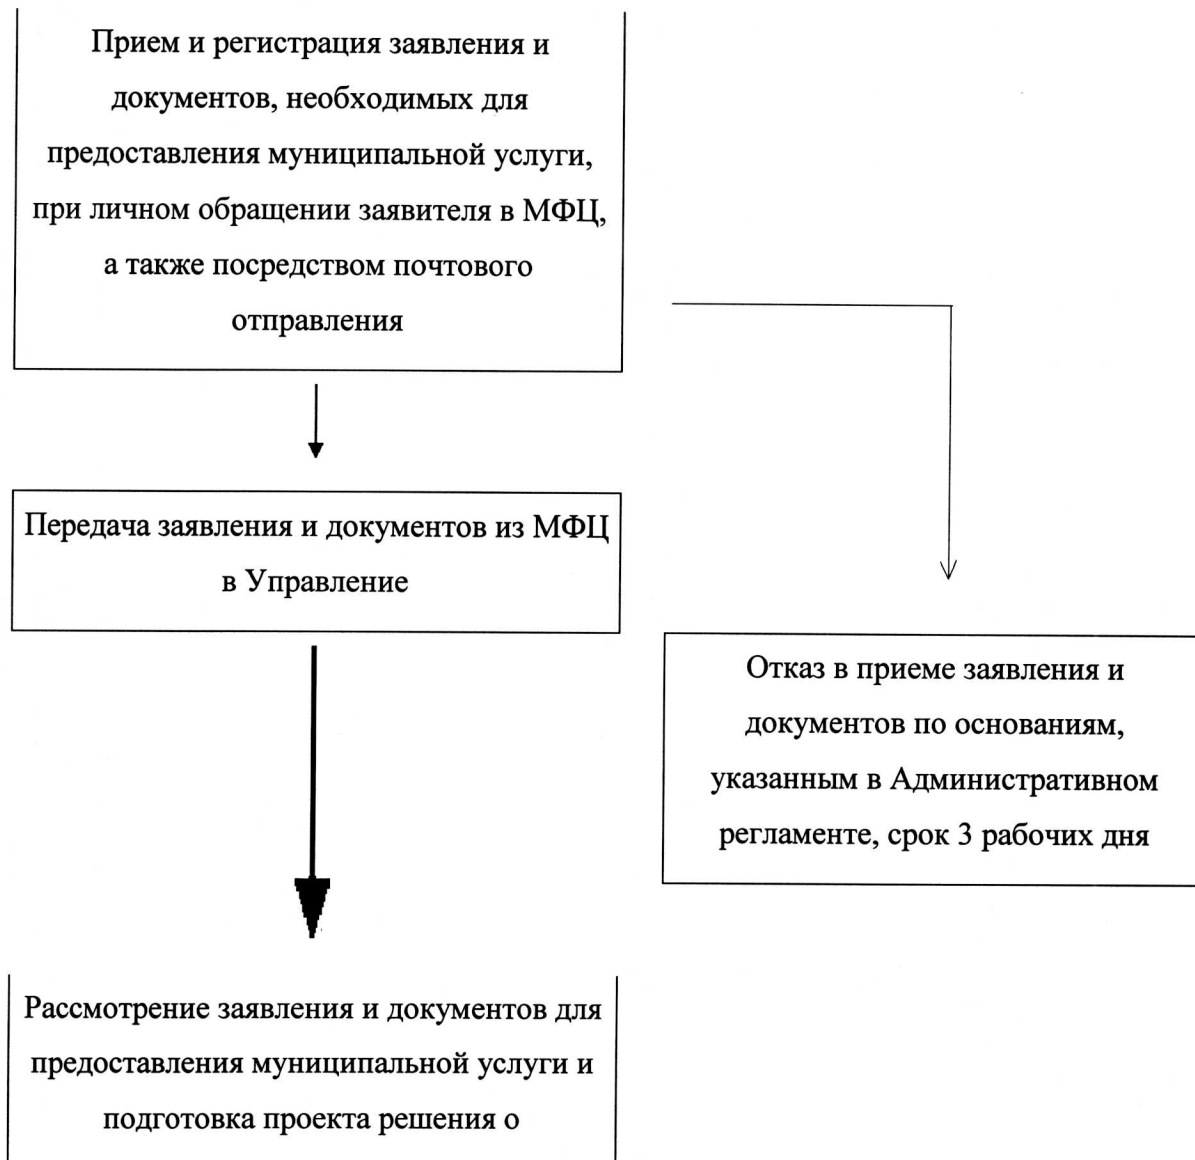 Прием и регистрация заявления и
документов, необходимых для
предоставления муниципальной услуги,
при личном обращении заявителя в МФЦ,
а также посредством почтового
отправления
Передача заявления и документов из МФЦ
в Управление
Отказ в приеме заявления и
документов по основаниям,
указанным в Административном
регламенте, срок 3 рабочих дня
Рассмотрение заявления и документов для
предоставления муниципальной услуги и
подготовка проекта решения о